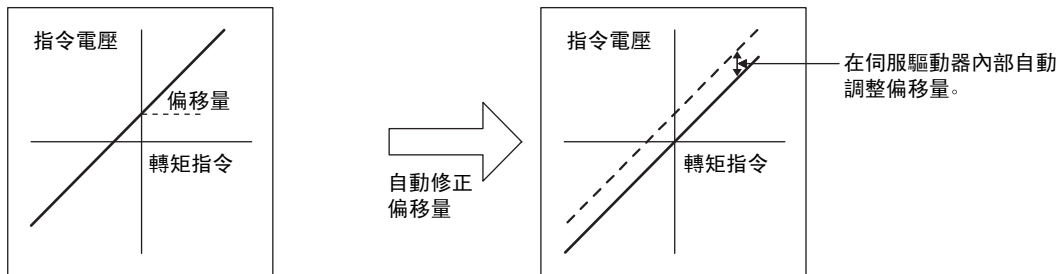 指令電壓
偏移量
轉矩指令
自動修正
偏移量
指令電壓
轉矩指令
在伺服驅動器內部自動
調整偏移量。